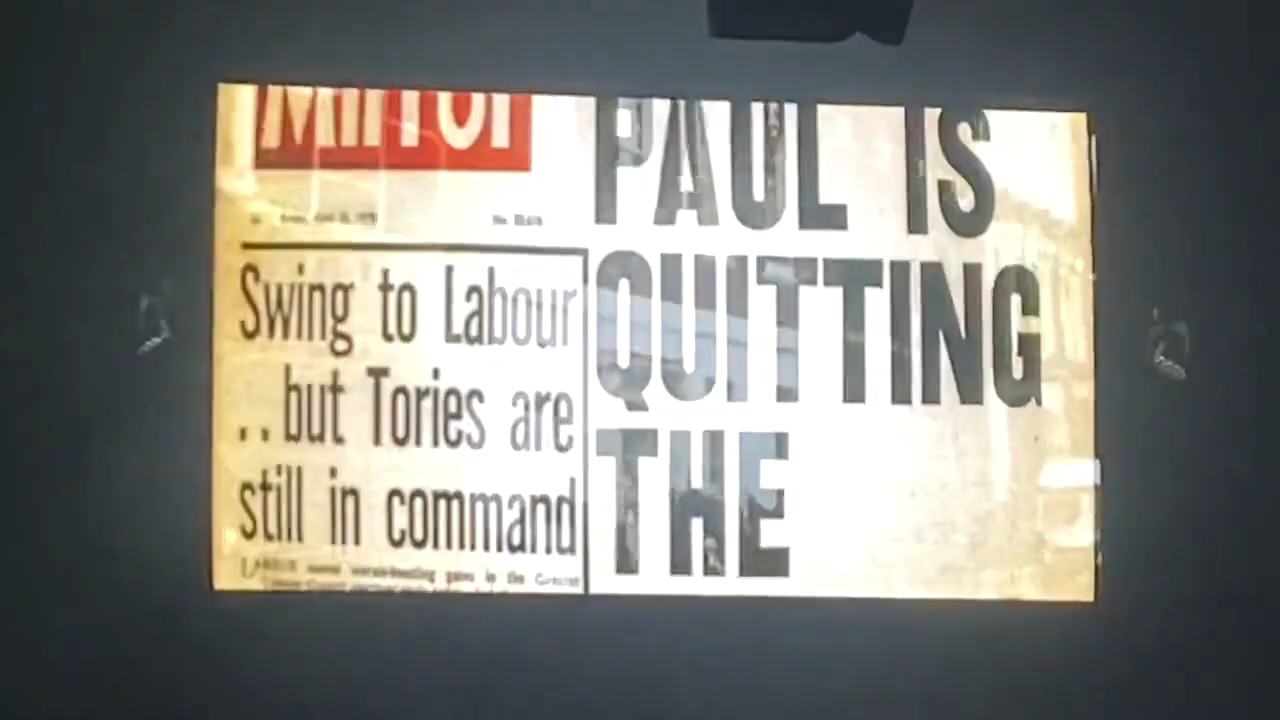 Mirror
PAUL IS
QUITTING
THE
Swing to Labour
..but Tories are
still in command